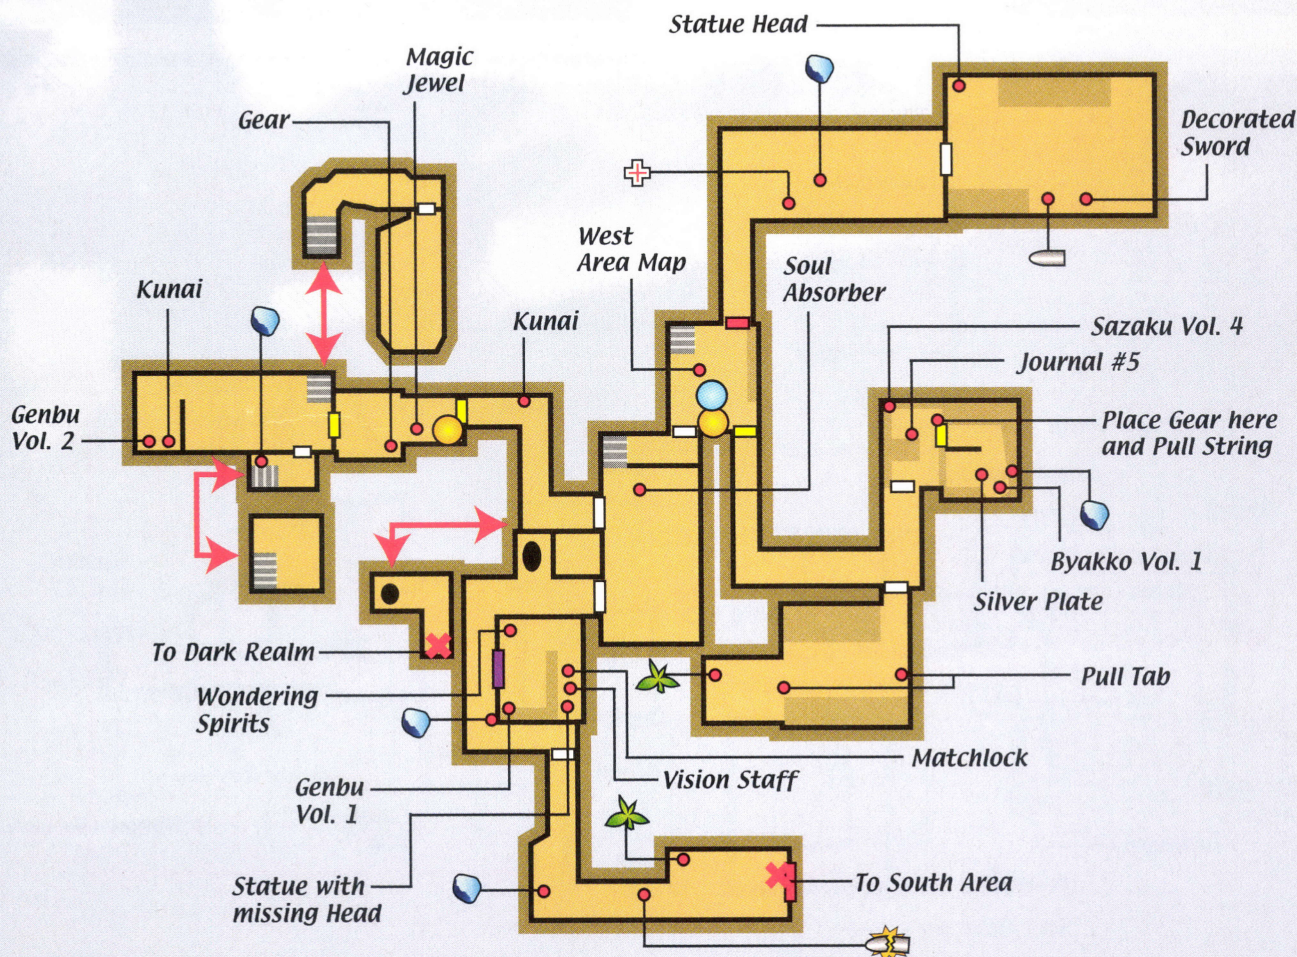 Statue Head
Magic
Jewel
Gear
Decorated
Sword
West
Area Map
Soul
Absorber
Kunai
Kunai
Sazaku Vol. 4
Journal #5
Genbu
Vol. 2
Place Gear here
and Pull String
Byakko Vol. 1
Silver Plate
To Dark Realm
Pull Tab
Wondering
Spirits
Matchlock
Vision Staff
Genbu
Vol. 1
Statue with
missing Head
To South Area